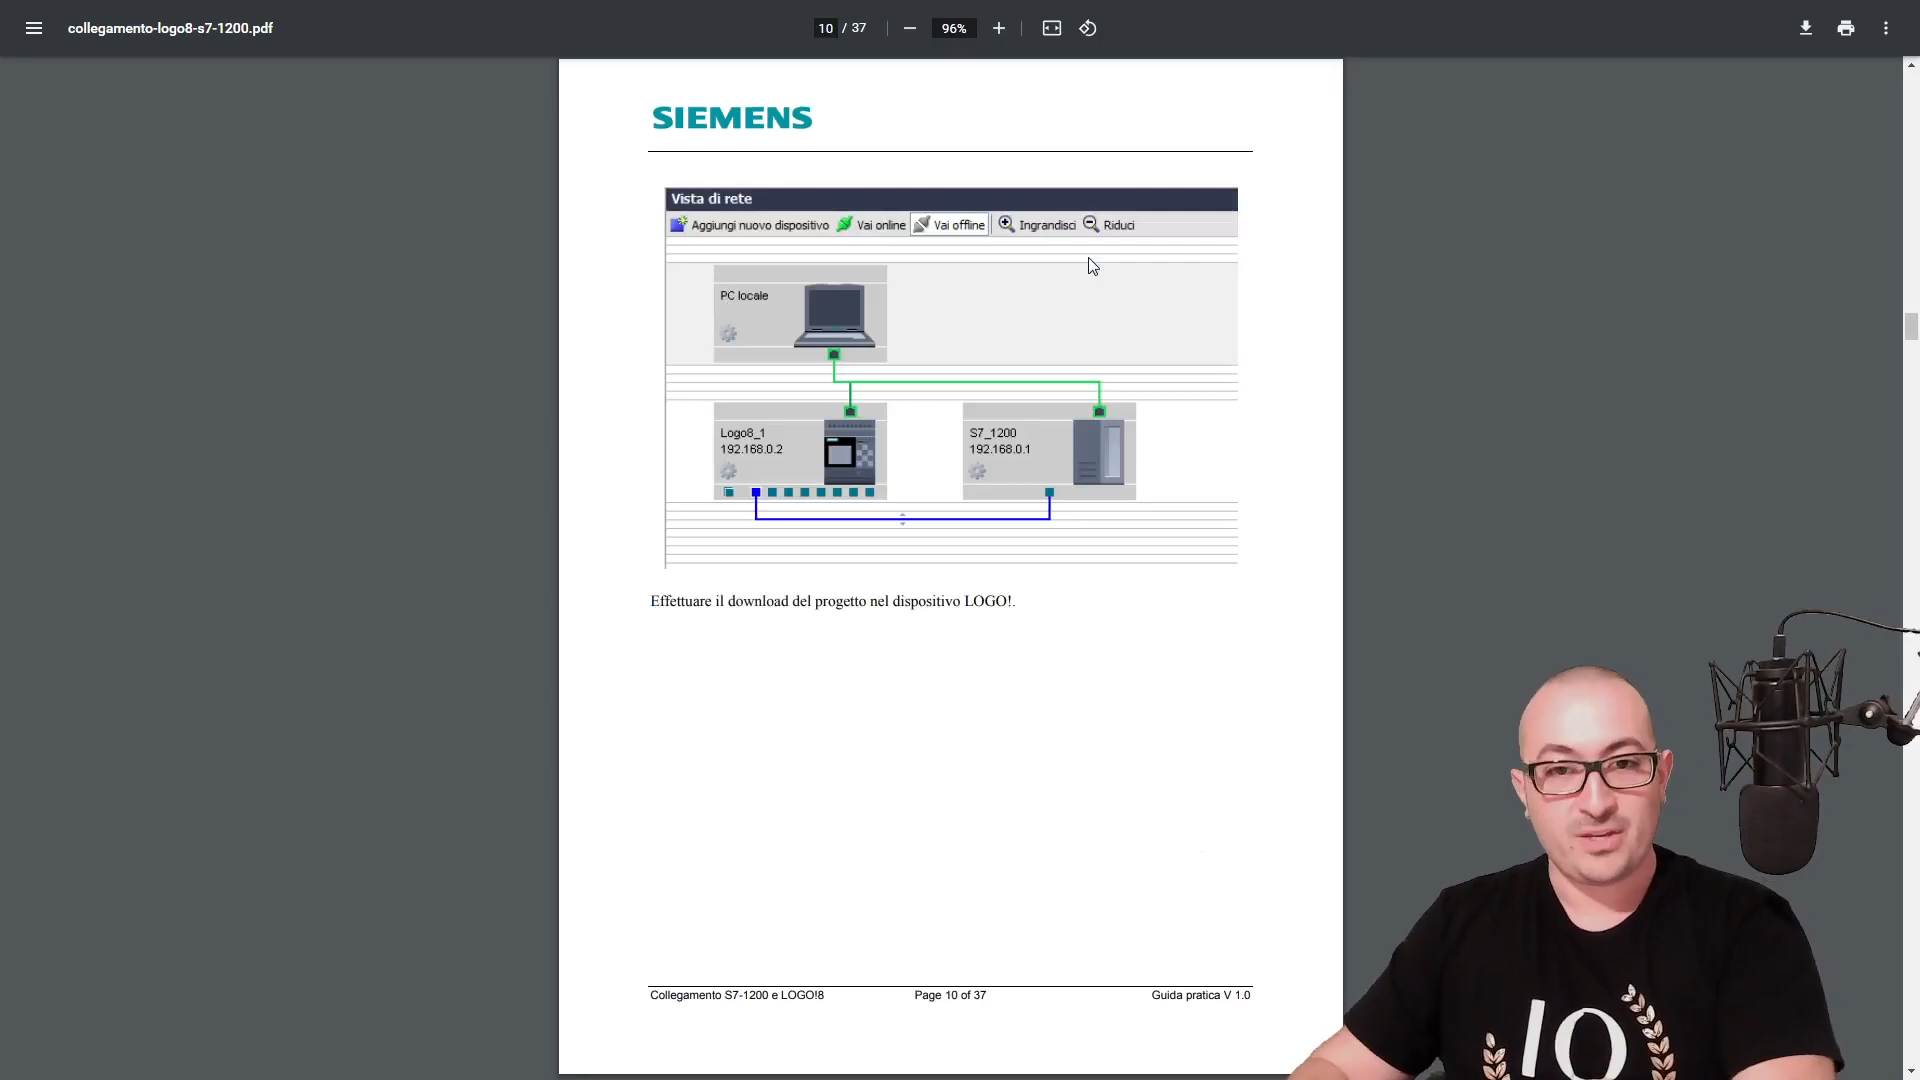 collegamento-logo8-s7-1200.pdf
10 / 37
96%
SIEMENS
Vista di rete
Aggiungi nuovo dispositivo Vai online Vai offline Ingrandisci Riduci
PC locale
Logo8_1
192.168.0.2
S7_1200
192.168.0.1
Effettuare il download del progetto nel dispositivo LOGO!.
Collegamento S7-1200 e LOGO!8 Page 10 of 37 Guida pratica V 1.0
IO